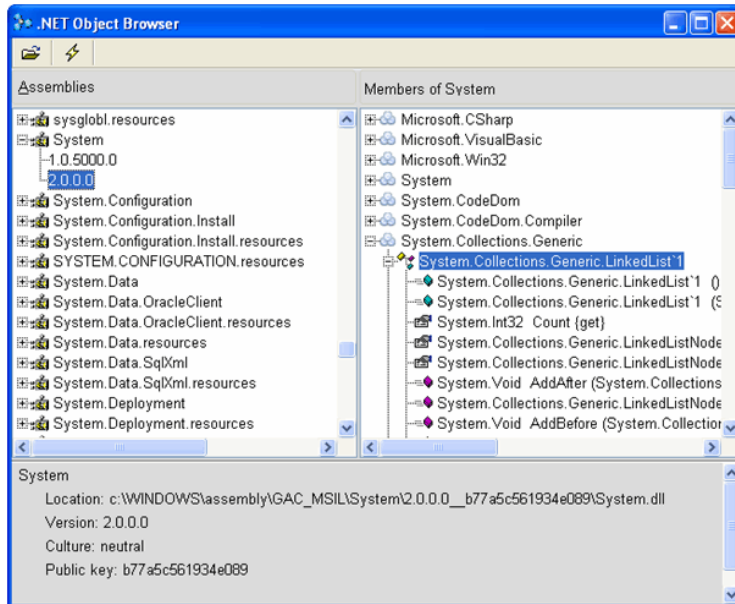 .NET Object Browser
Assemblies
sysglobl.resources
System
1.0.5000.0
2.0.0.0
System.Configuration
System.Configuration.Install
System.Configuration.Install.resources
SYSTEM.CONFIGURATION.resources
System.Data
System.Data.OracleClient
System.Data.OracleClient.resources
System.Data.resources
System.Data.SqlXml
System.Data.SqlXml.resources
System.Deployment
System.Deployment.resources
Members of System
Microsoft.CSharp
Microsoft.VisualBasic
Microsoft.Win32
System
System.CodeDom
System.CodeDom.Compiler
System.Collections.Generic
System.Collections.Generic.LinkedList`1
System.Collections.Generic.LinkedList`1 ()
System.Collections.Generic.LinkedList`1 (S
System.Int32 Count {get}
System.Collections.Generic.LinkedListNode
System.Collections.Generic.LinkedListNode
System.Void AddAfter (System.Collections
System.Collections.Generic.LinkedListNode
System.Void AddBefore (System.Collection
System
Location: c:\WINDOWS\assembly\GAC_MSIL\System\2.0.0.0__b77a5c561934e089\System.dll
Version: 2.0.0.0
Culture: neutral
Public key: b77a5c561934e089